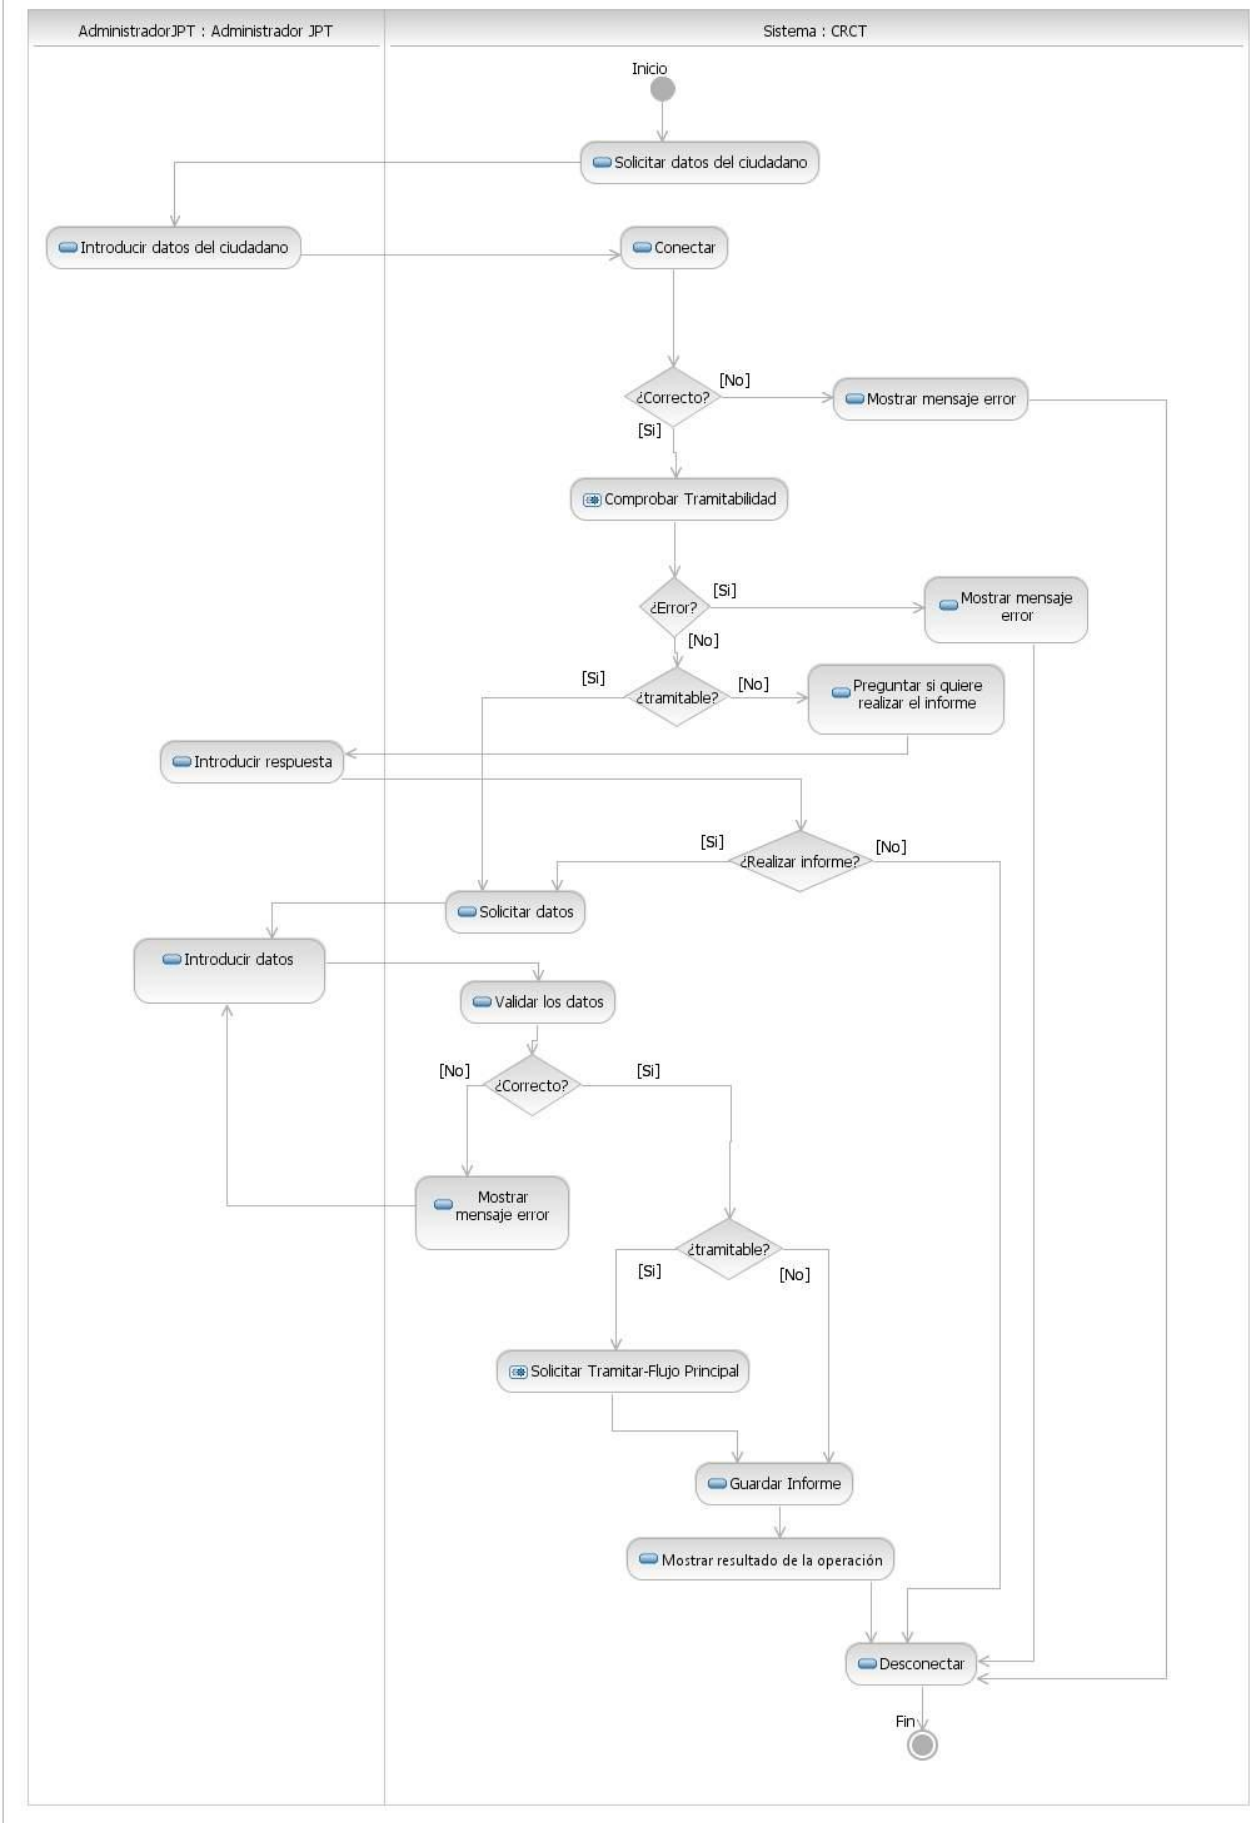 AdministradorJPT : Administrador JPT
Sistema : CRCT
Inicio
Solicitar datos del ciudadano
Introducir datos del ciudadano
Conectar
¿Correcto?
[No]
Mostrar mensaje error
[Si]
Comprobar Tramitabilidad
¿Error?
[Si]
Mostrar mensaje
error
[No]
[Si]
¿tramitable?
[No]
Preguntar si quiere
realizar el informe
Introducir respuesta
[Si]
¿Realizar informe?
[No]
Solicitar datos
Introducir datos
Validar los datos
[No]
¿Correcto?
[Si]
Mostrar
mensaje error
¿tramitable?
[Si]
[No]
Solicitar Tramitar-Flujo Principal
Guardar Informe
Mostrar resultado de la operación
Desconectar
Fin